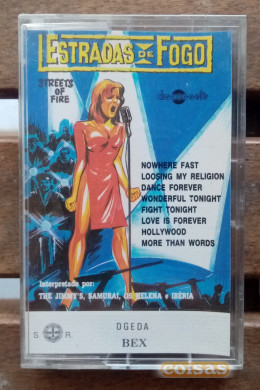 ESTRADAS DE FOGO
STREETS
OF FIRE
NOWHERE FAST
LOOSING MY RELIGION
DANCE FOREVER
WONDERFUL TONIGHT
FIGHT TONIGHT
LOVE IS FOREVER
HOLLYWOOD
MORE THAN WORDS
Interpretada por:
THE JIMMY'S, SAMURAI, OS HELENA e IBÉRIA
S R.
DGEDA
BEX
coisas